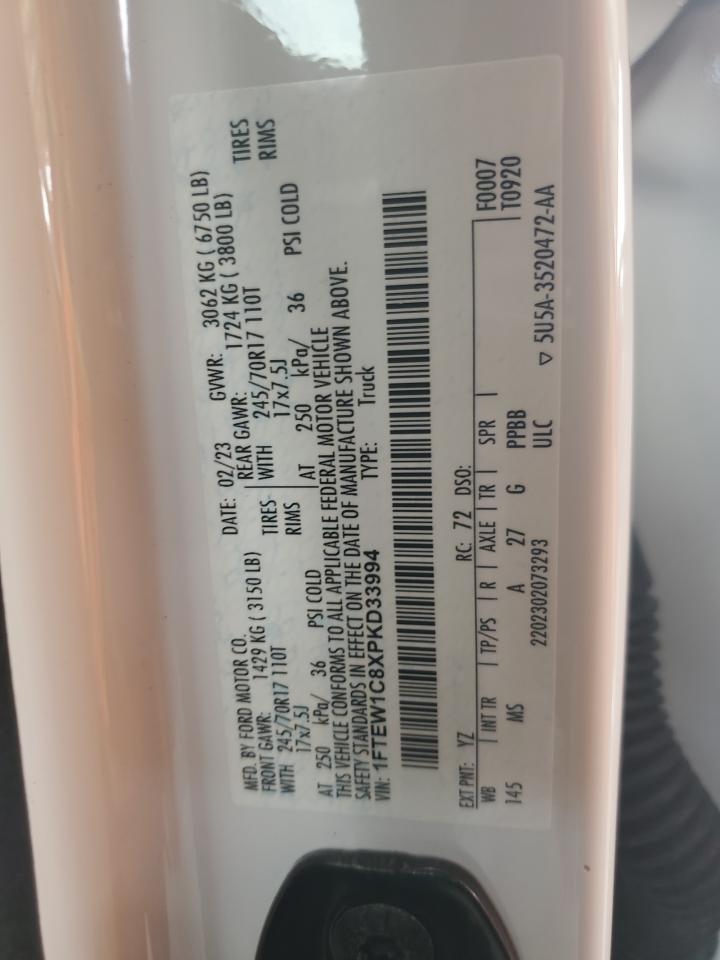 MFD. BY FORD MOTOR CO. DATE: 02/23 GVWR: 3062 KG ( 6750 LB)
FRONT GAWR: 1429 KG ( 3150 LB) REAR GAWR: 1724 KG ( 3800 LB)
WITH 245/70R17 110T TIRES WITH 245/70R17 110T TIRES
17x7.5J RIMS 17x7.5J RIMS
AT 250 kPa/ 36 PSI COLD AT 250 kPa/ 36 PSI COLD
THIS VEHICLE CONFORMS TO ALL APPLICABLE FEDERAL MOTOR VEHICLE
SAFETY STANDARDS IN EFFECT ON THE DATE OF MANUFACTURE SHOWN ABOVE.
VIN: 1FTEW1C8XPKD33994 TYPE: Truck
EXT PNT: YZ RC: 72 DSO: F0007
WB INT TR TP/PS R AXLE TR SPR T0920
145 MS A 27 G PPBB
2202302073293 ULC ▽ 5U5A-3520472-AA